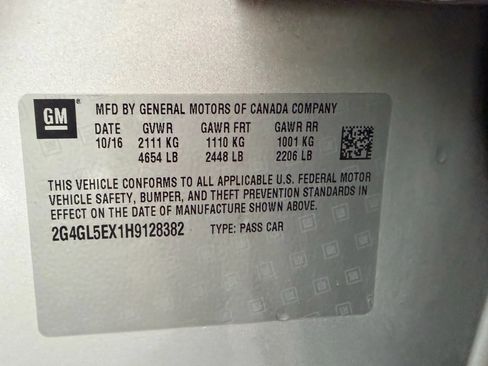 GM ® MFD BY GENERAL MOTORS OF CANADA COMPANY
DATE GVWR GAWR FRT GAWR RR
10/16 2111 KG 1110 KG 1001 KG
4654 LB 2448 LB 2206 LB
THIS VEHICLE CONFORMS TO ALL APPLICABLE U.S. FEDERAL MOTOR
VEHICLE SAFETY, BUMPER, AND THEFT PREVENTION STANDARDS IN
EFFECT ON THE DATE OF MANUFACTURE SHOWN ABOVE.
2G4GL5EX1H9128382 TYPE: PASS CAR